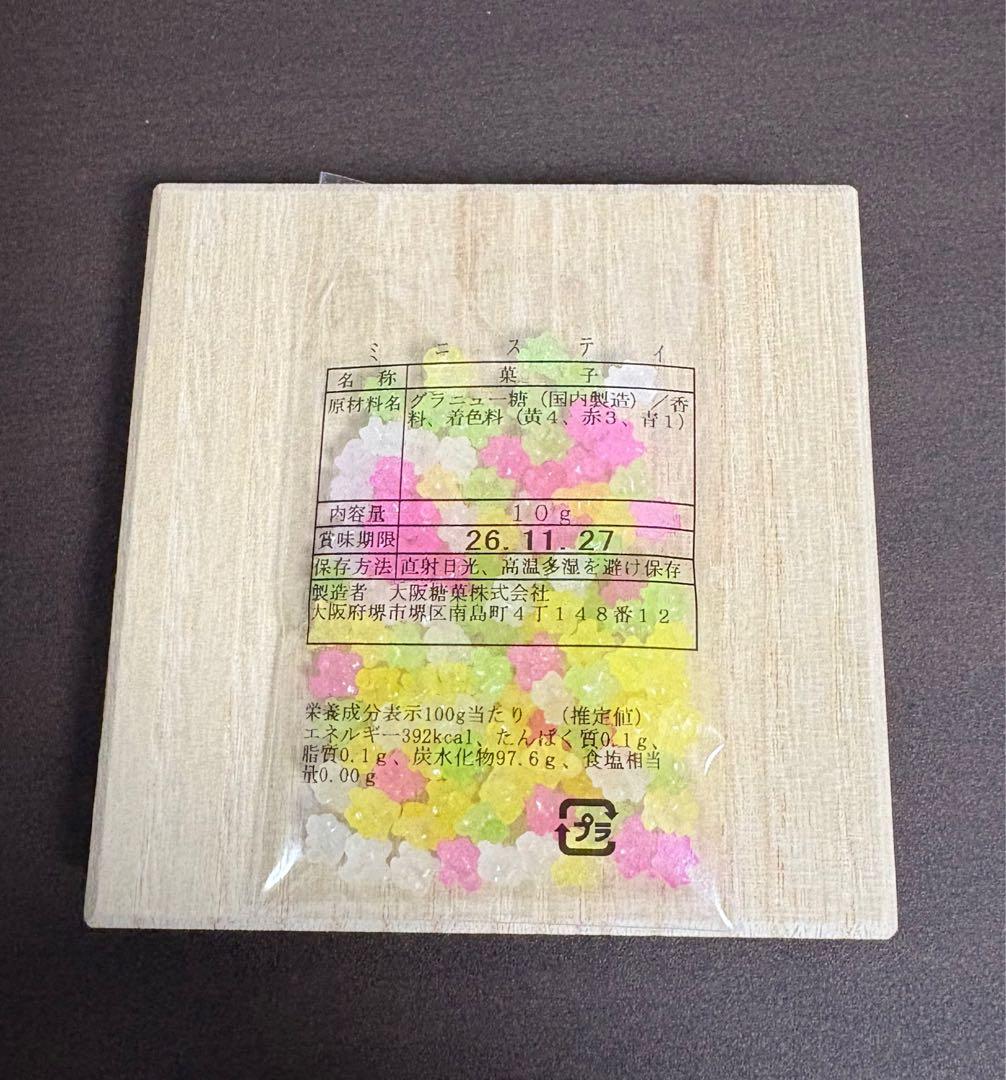 ミニスティ
名 称 菓 子
原材料名 グラニュー糖（国内製造）／香
料、着色料（黄４、赤３、青１）
内容量 １０ｇ
賞味期限 26.11.27
保存方法 直射日光、高温多湿を避け保存
製造者 大阪糖菓株式会社
大阪府堺市堺区南島町４丁１４８番１２
栄養成分表示100g当たり （推定値）
エネルギー392kcal、たんぱく質0.1ｇ、
脂質0.1ｇ、炭水化物97.6ｇ、食塩相当
量0.00ｇ
プラ